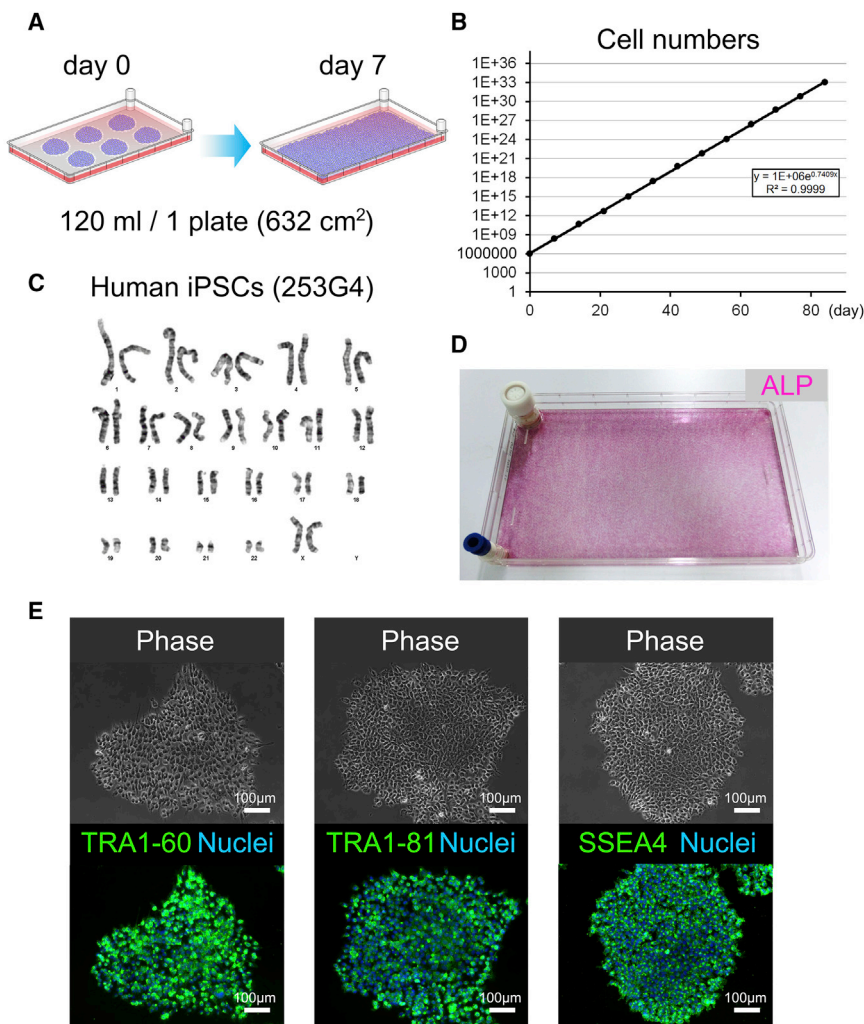 A
day 0
day 7
120 ml / 1 plate (632 cm²)
B
Cell numbers
1E+36
1E+33
1E+30
1E+27
1E+24
1E+21
1E+18
1E+15
1E+12
1E+09
1000000
1000
1
y = 1E+06e^0.7409x
R² = 0.9999
0 20 40 60 80 (day)
C
Human iPSCs (253G4)
1 2 3 4 5
6 7 8 9 10 11 12
13 14 15 16 17 18
19 20 21 22 X Y
D
ALP
E
Phase
100μm
TRA1-60 Nuclei
100μm
Phase
100μm
TRA1-81 Nuclei
100μm
Phase
100μm
SSEA4 Nuclei
100μm